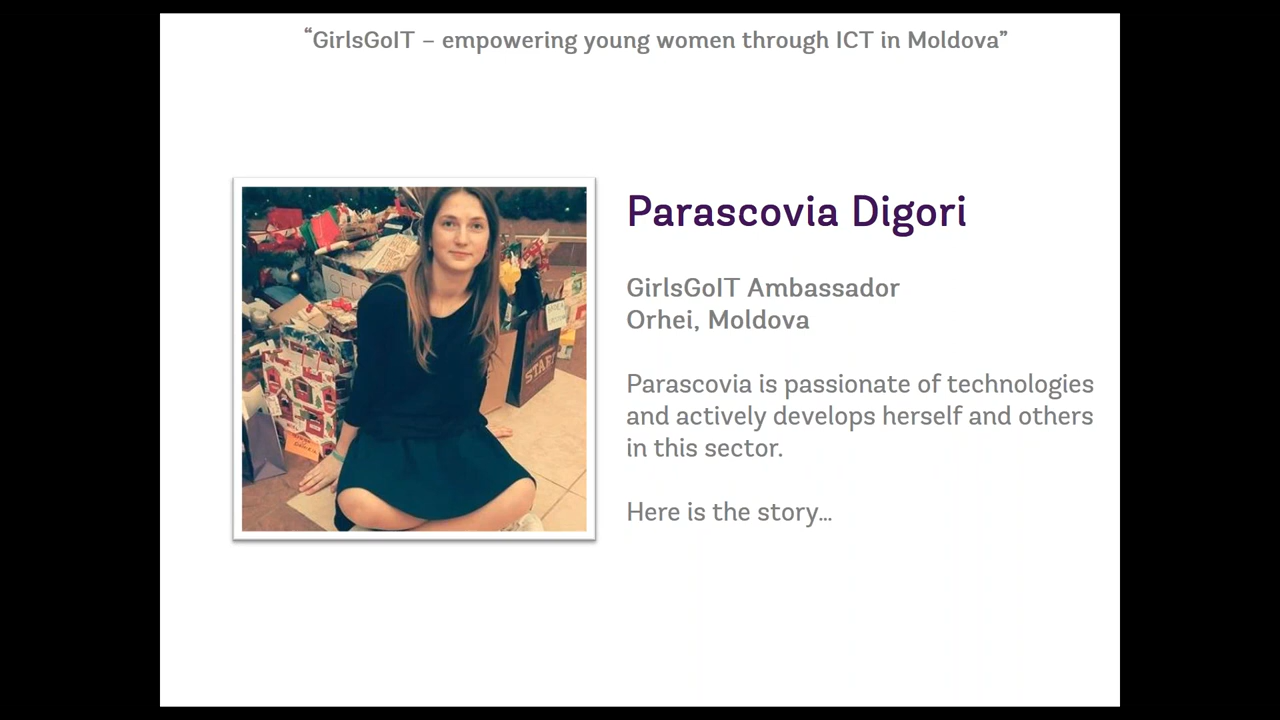 “GirlsGoIT – empowering young women through ICT in Moldova”
Parascovia Digori
GirlsGoIT Ambassador
Orhei, Moldova
Parascovia is passionate of technologies
and actively develops herself and others
in this sector.
Here is the story...